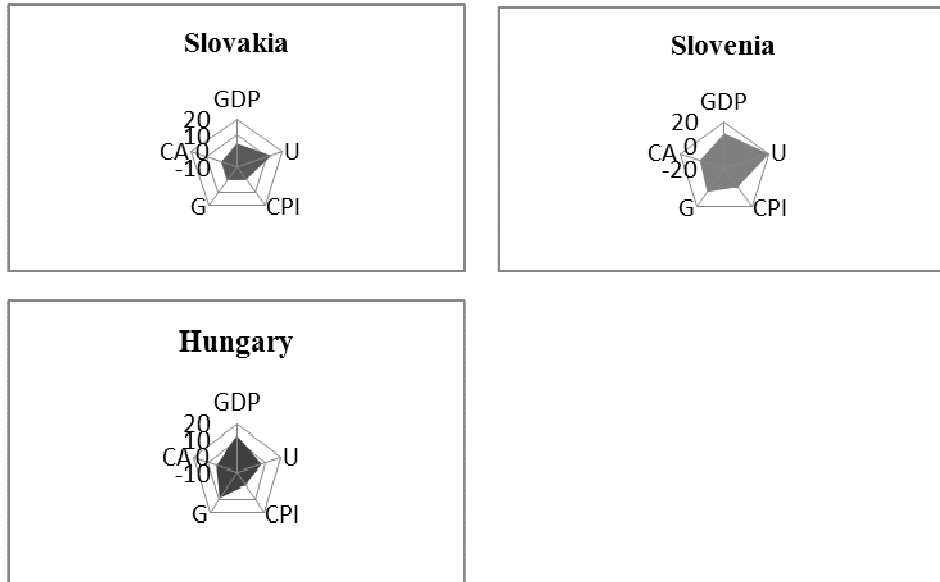 Slovakia
GDP
20
10
CA 0 U
-10
G CPI
Slovenia
GDP
20
CA 0 U
-20
G CPI
Hungary
GDP
20
10
CA 0 U
-10
G CPI